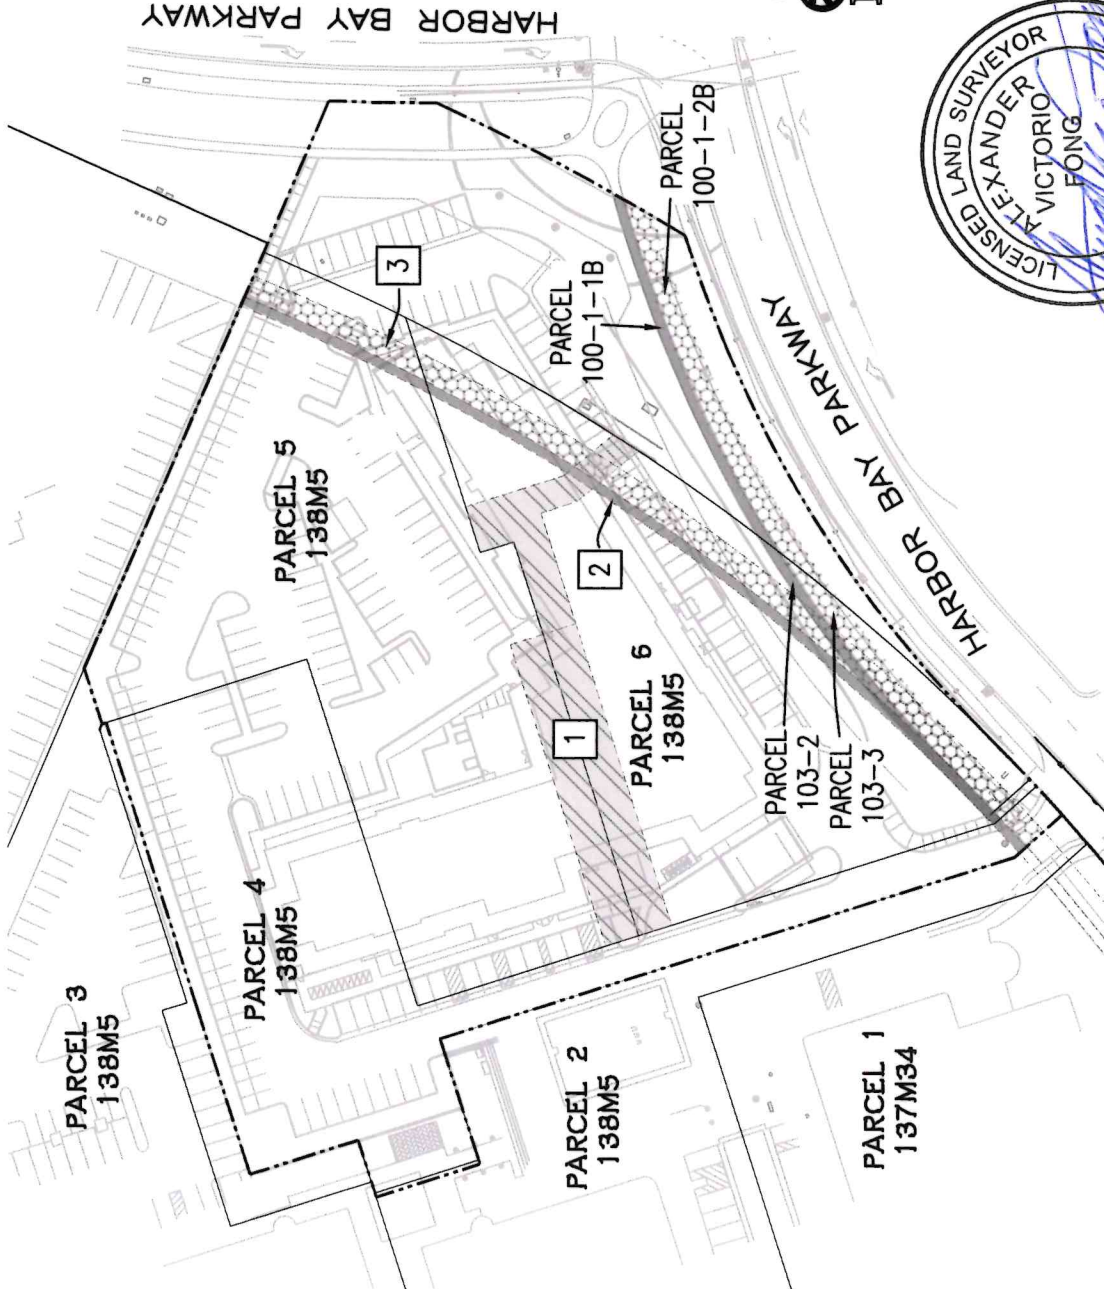 HARBOR BAY PARKWAY
PARCEL 3
138M5
PARCEL 4
138M5
PARCEL 5
138M5
3
PARCEL
100-1-1B
PARCEL
100-1-2B
2
1
PARCEL 6
138M5
PARCEL
103-2
PARCEL
103-3
HARBOR BAY PARKWAY
PARCEL 2
138M5
PARCEL 1
137M34
LICENSED LAND SURVEYOR
ALEXANDER
VICTORIO
FONG